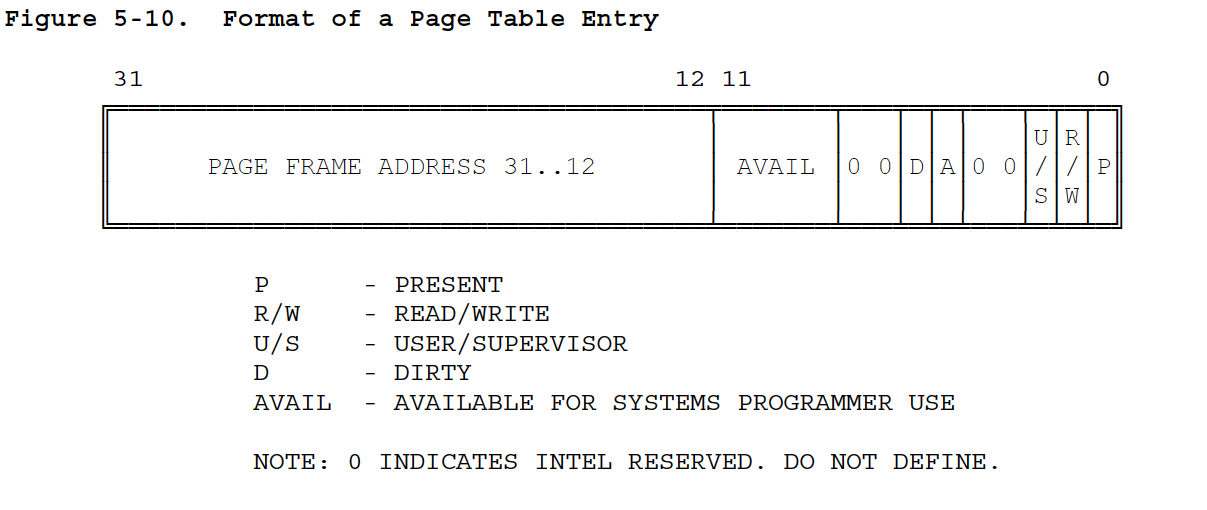 Figure 5-10.  Format of a Page Table Entry
31 12 11 0
PAGE FRAME ADDRESS 31..12 AVAIL 0 0 D A 0 0 U/S R/W P
P - PRESENT
R/W - READ/WRITE
U/S - USER/SUPERVISOR
D - DIRTY
AVAIL - AVAILABLE FOR SYSTEMS PROGRAMMER USE
NOTE: 0 INDICATES INTEL RESERVED. DO NOT DEFINE.